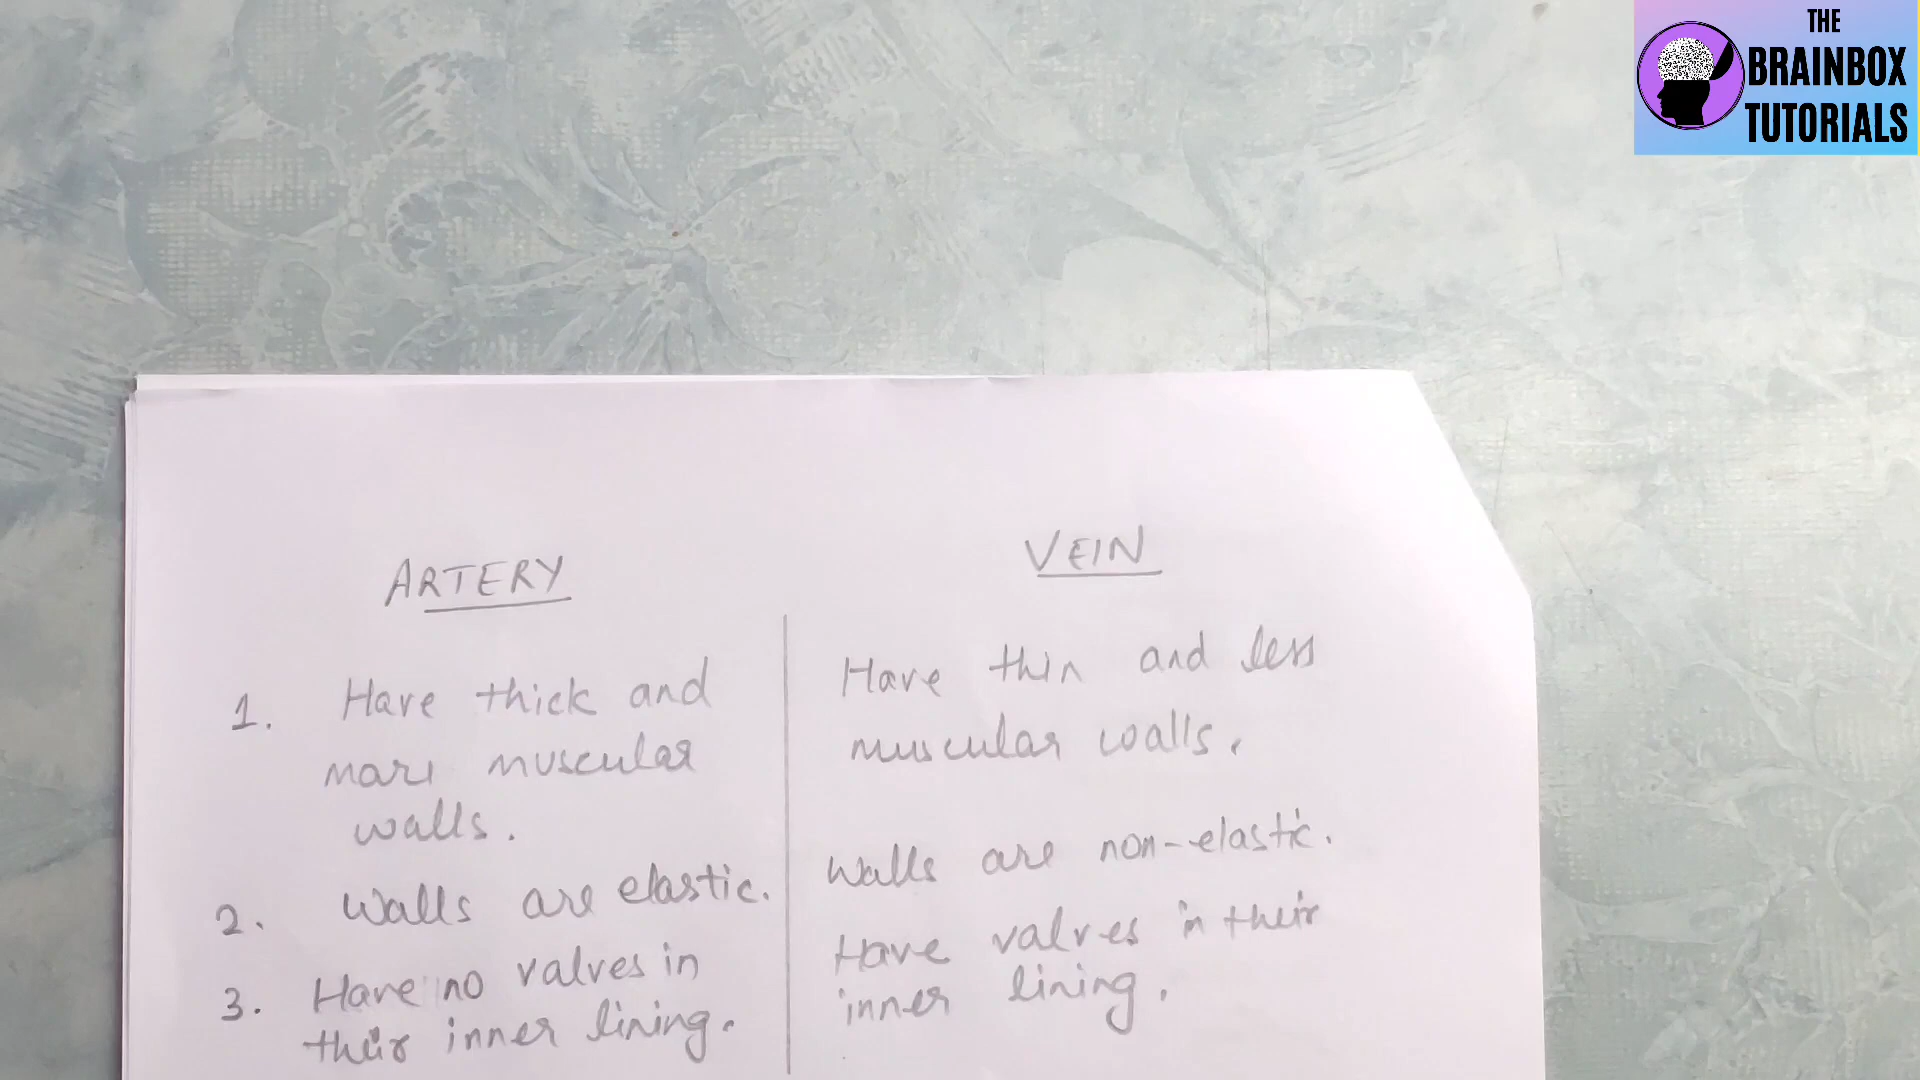 THE
BRAINBOX
TUTORIALS
ARTERY
VEIN
1. Have thick and
more muscular
walls.
Have thin and less
muscular walls.
2. Walls are elastic.
Walls are non-elastic.
3. Have no valves in
their inner lining.
Have valves in their
inner lining.